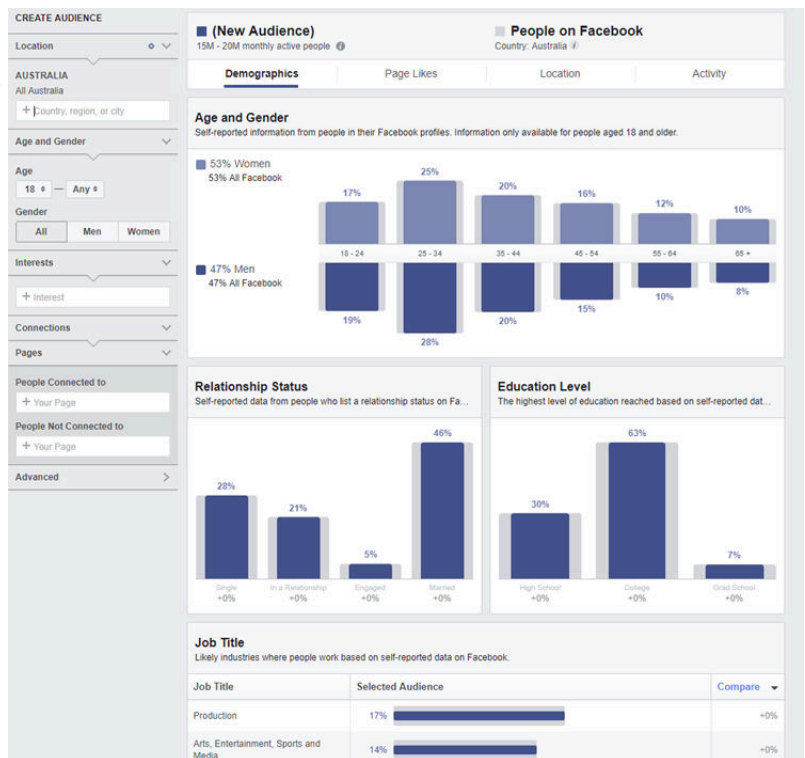 CREATE AUDIENCE
Location
AUSTRALIA
All Australia
+ Country, region, or city
Age and Gender
Age
18 — Any
Gender
All Men Women
Interests
+ Interest
Connections
Pages
People Connected to
+ Your Page
People Not Connected to
+ Your Page
Advanced
(New Audience)
15M - 20M monthly active people
People on Facebook
Country: Australia
Demographics Page Likes Location Activity
Age and Gender
Self-reported information from people in their Facebook profiles. Information only available for people aged 18 and older.
53% Women
53% All Facebook
17% 25% 20% 16% 12% 10%
18 - 24 25 - 34 35 - 44 45 - 54 55 - 64 65 +
47% Men
47% All Facebook
19% 28% 20% 15% 10% 8%
Relationship Status
Self-reported data from people who list a relationship status on Fa...
28% 21% 5% 46%
Single In a Relationship Engaged Married
+0% +0% +0% +0%
Education Level
The highest level of education reached based on self-reported dat...
30% 63% 7%
High School College Grad School
+0% +0% +0%
Job Title
Likely industries where people work based on self-reported data on Facebook.
Job Title Selected Audience Compare
Production 17% +0%
Arts, Entertainment, Sports and
Media 14% +0%